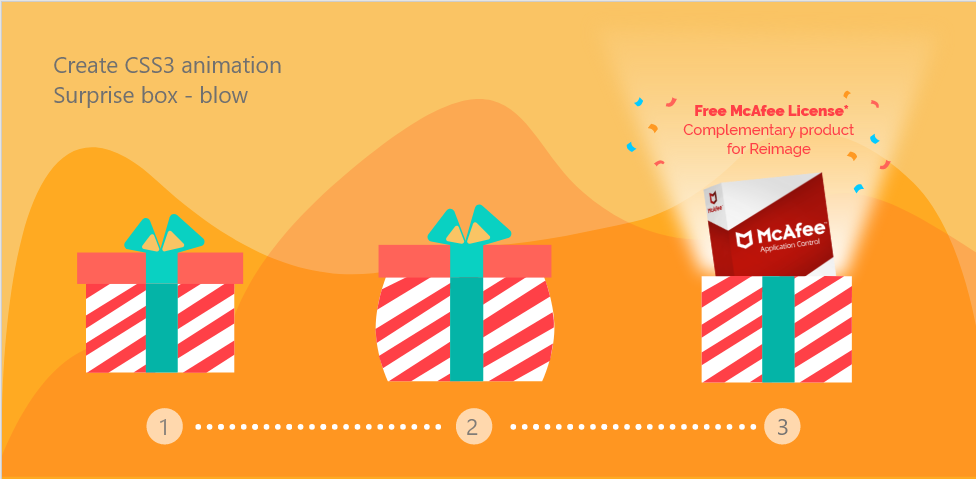 Create CSS3 animation
Surprise box - blow
Free McAfee License*
Complementary product
for Reimage
McAfee
McAfee™
Application Control
1
2
3